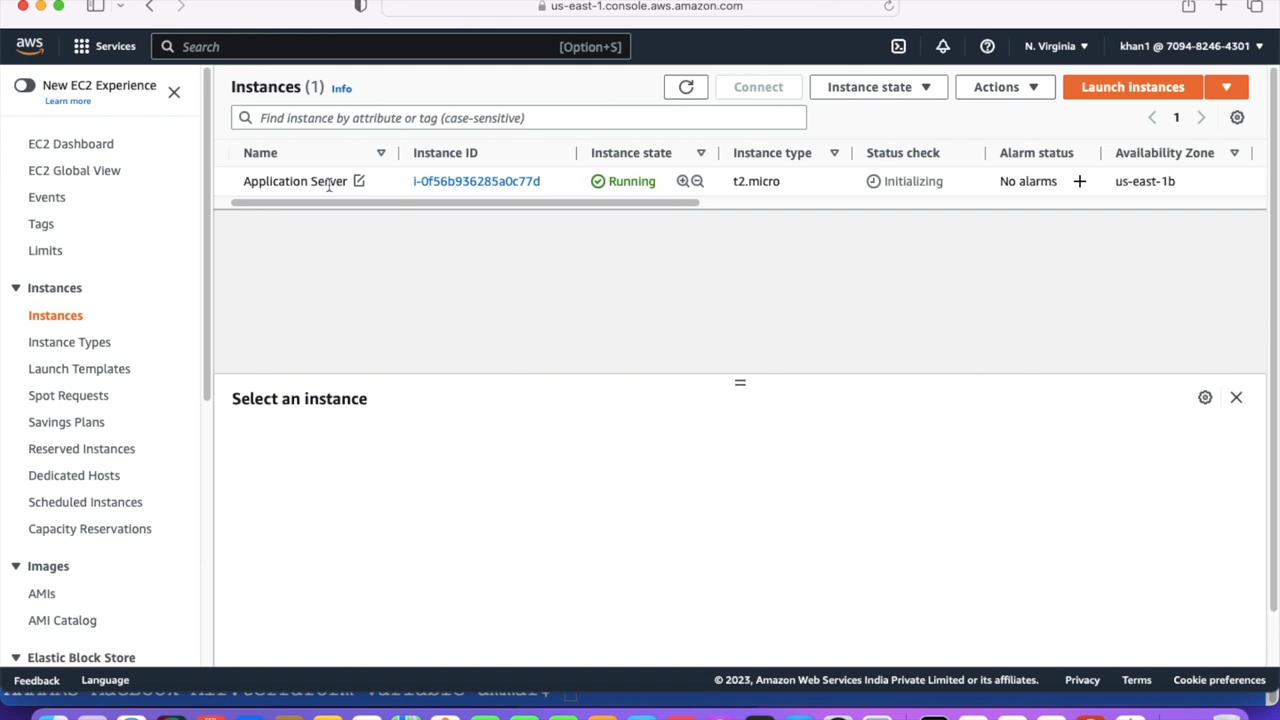 us-east-1.console.aws.amazon.com
aws Services Search [Option+S] N. Virginia khan1 @ 7094-8246-4301
New EC2 Experience
Learn more
EC2 Dashboard
EC2 Global View
Events
Tags
Limits
Instances
Instances
Instance Types
Launch Templates
Spot Requests
Savings Plans
Reserved Instances
Dedicated Hosts
Scheduled Instances
Capacity Reservations
Images
AMIs
AMI Catalog
Elastic Block Store
Instances (1) Info Connect Instance state Actions Launch instances
Find instance by attribute or tag (case-sensitive) 1
Name Instance ID Instance state Instance type Status check Alarm status Availability Zone
Application Server i-0f56b936285a0c77d Running t2.micro Initializing No alarms us-east-1b
Select an instance
Feedback Language © 2023, Amazon Web Services India Private Limited or its affiliates. Privacy Terms Cookie preferences